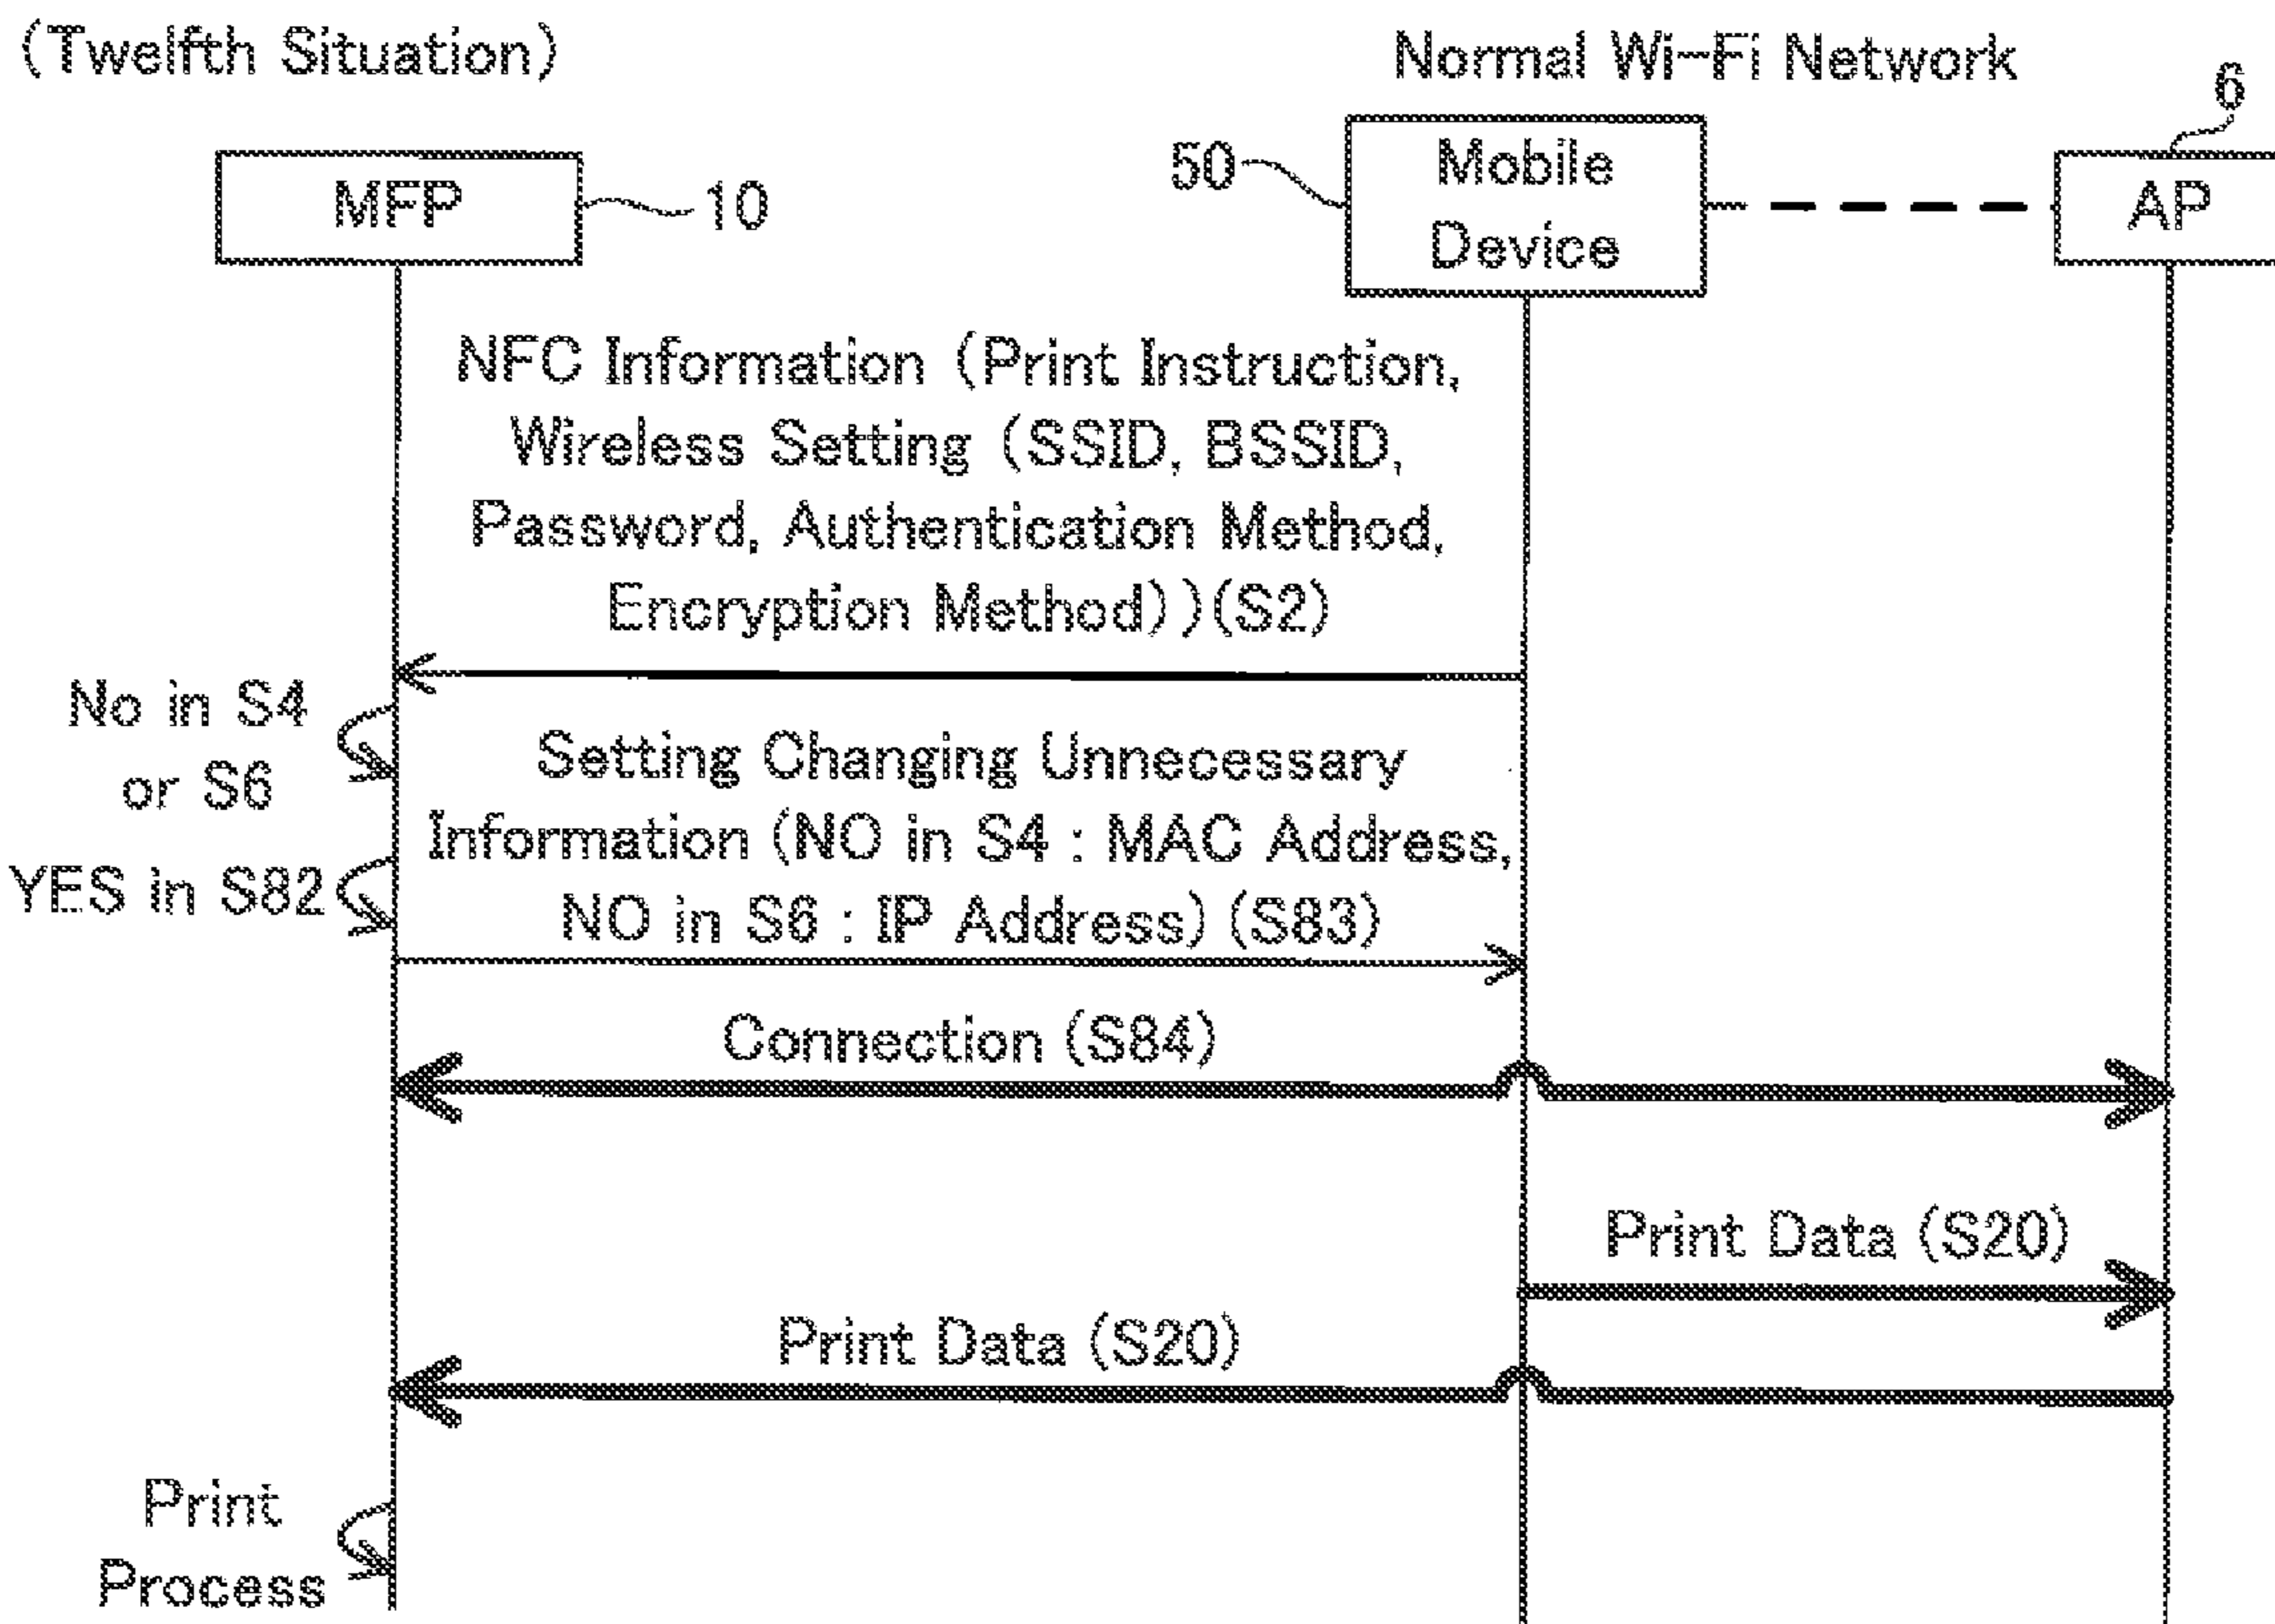 (Twelfth Situation)
Normal Wi-Fi Network
6
MFP
10
50
Mobile
Device
AP
NFC Information (Print Instruction,
Wireless Setting (SSID, BSSID,
Password, Authentication Method,
Encryption Method))(S2)
No in S4
or S6
Setting Changing Unnecessary
Information (NO in S4 : MAC Address,
NO in S6 : IP Address) (S83)
YES in S82
Connection (S84)
Print Data (S20)
Print Data (S20)
Print
Process